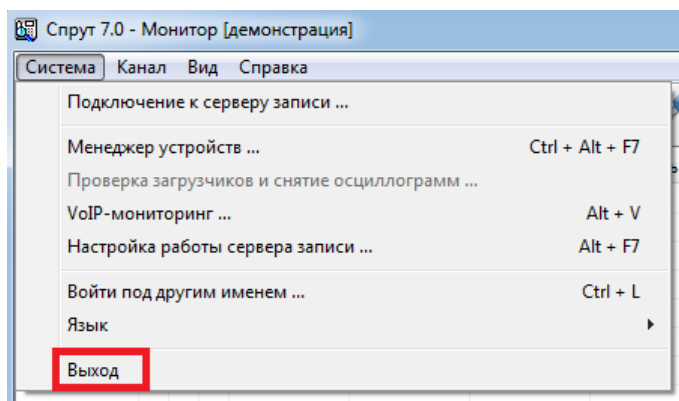 Спрут 7.0 - Монитор [демонстрация]
Система Канал Вид Справка
Подключение к серверу записи ...
Менеджер устройств ... Ctrl + Alt + F7
Проверка загрузчиков и снятие осциллограмм ...
VoIP-мониторинг ... Alt + V
Настройка работы сервера записи ... Alt + F7
Войти под другим именем ... Ctrl + L
Язык
Выход